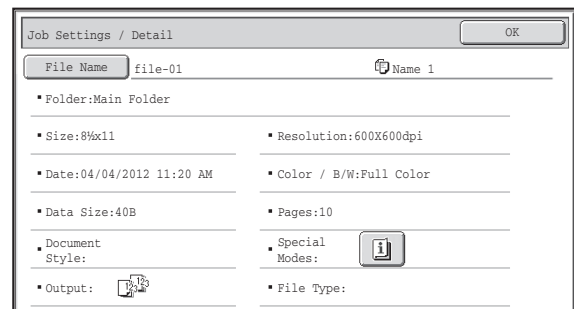 Job Settings / Detail OK
File Name file-01 Name 1
▪Folder:Main Folder
▪Size:8½x11 ▪Resolution:600X600dpi
▪Date:04/04/2012 11:20 AM ▪Color / B/W:Full Color
▪Data Size:40B ▪Pages:10
▪Document Style: ▪Special Modes:
▪Output: 123 123 ▪File Type: